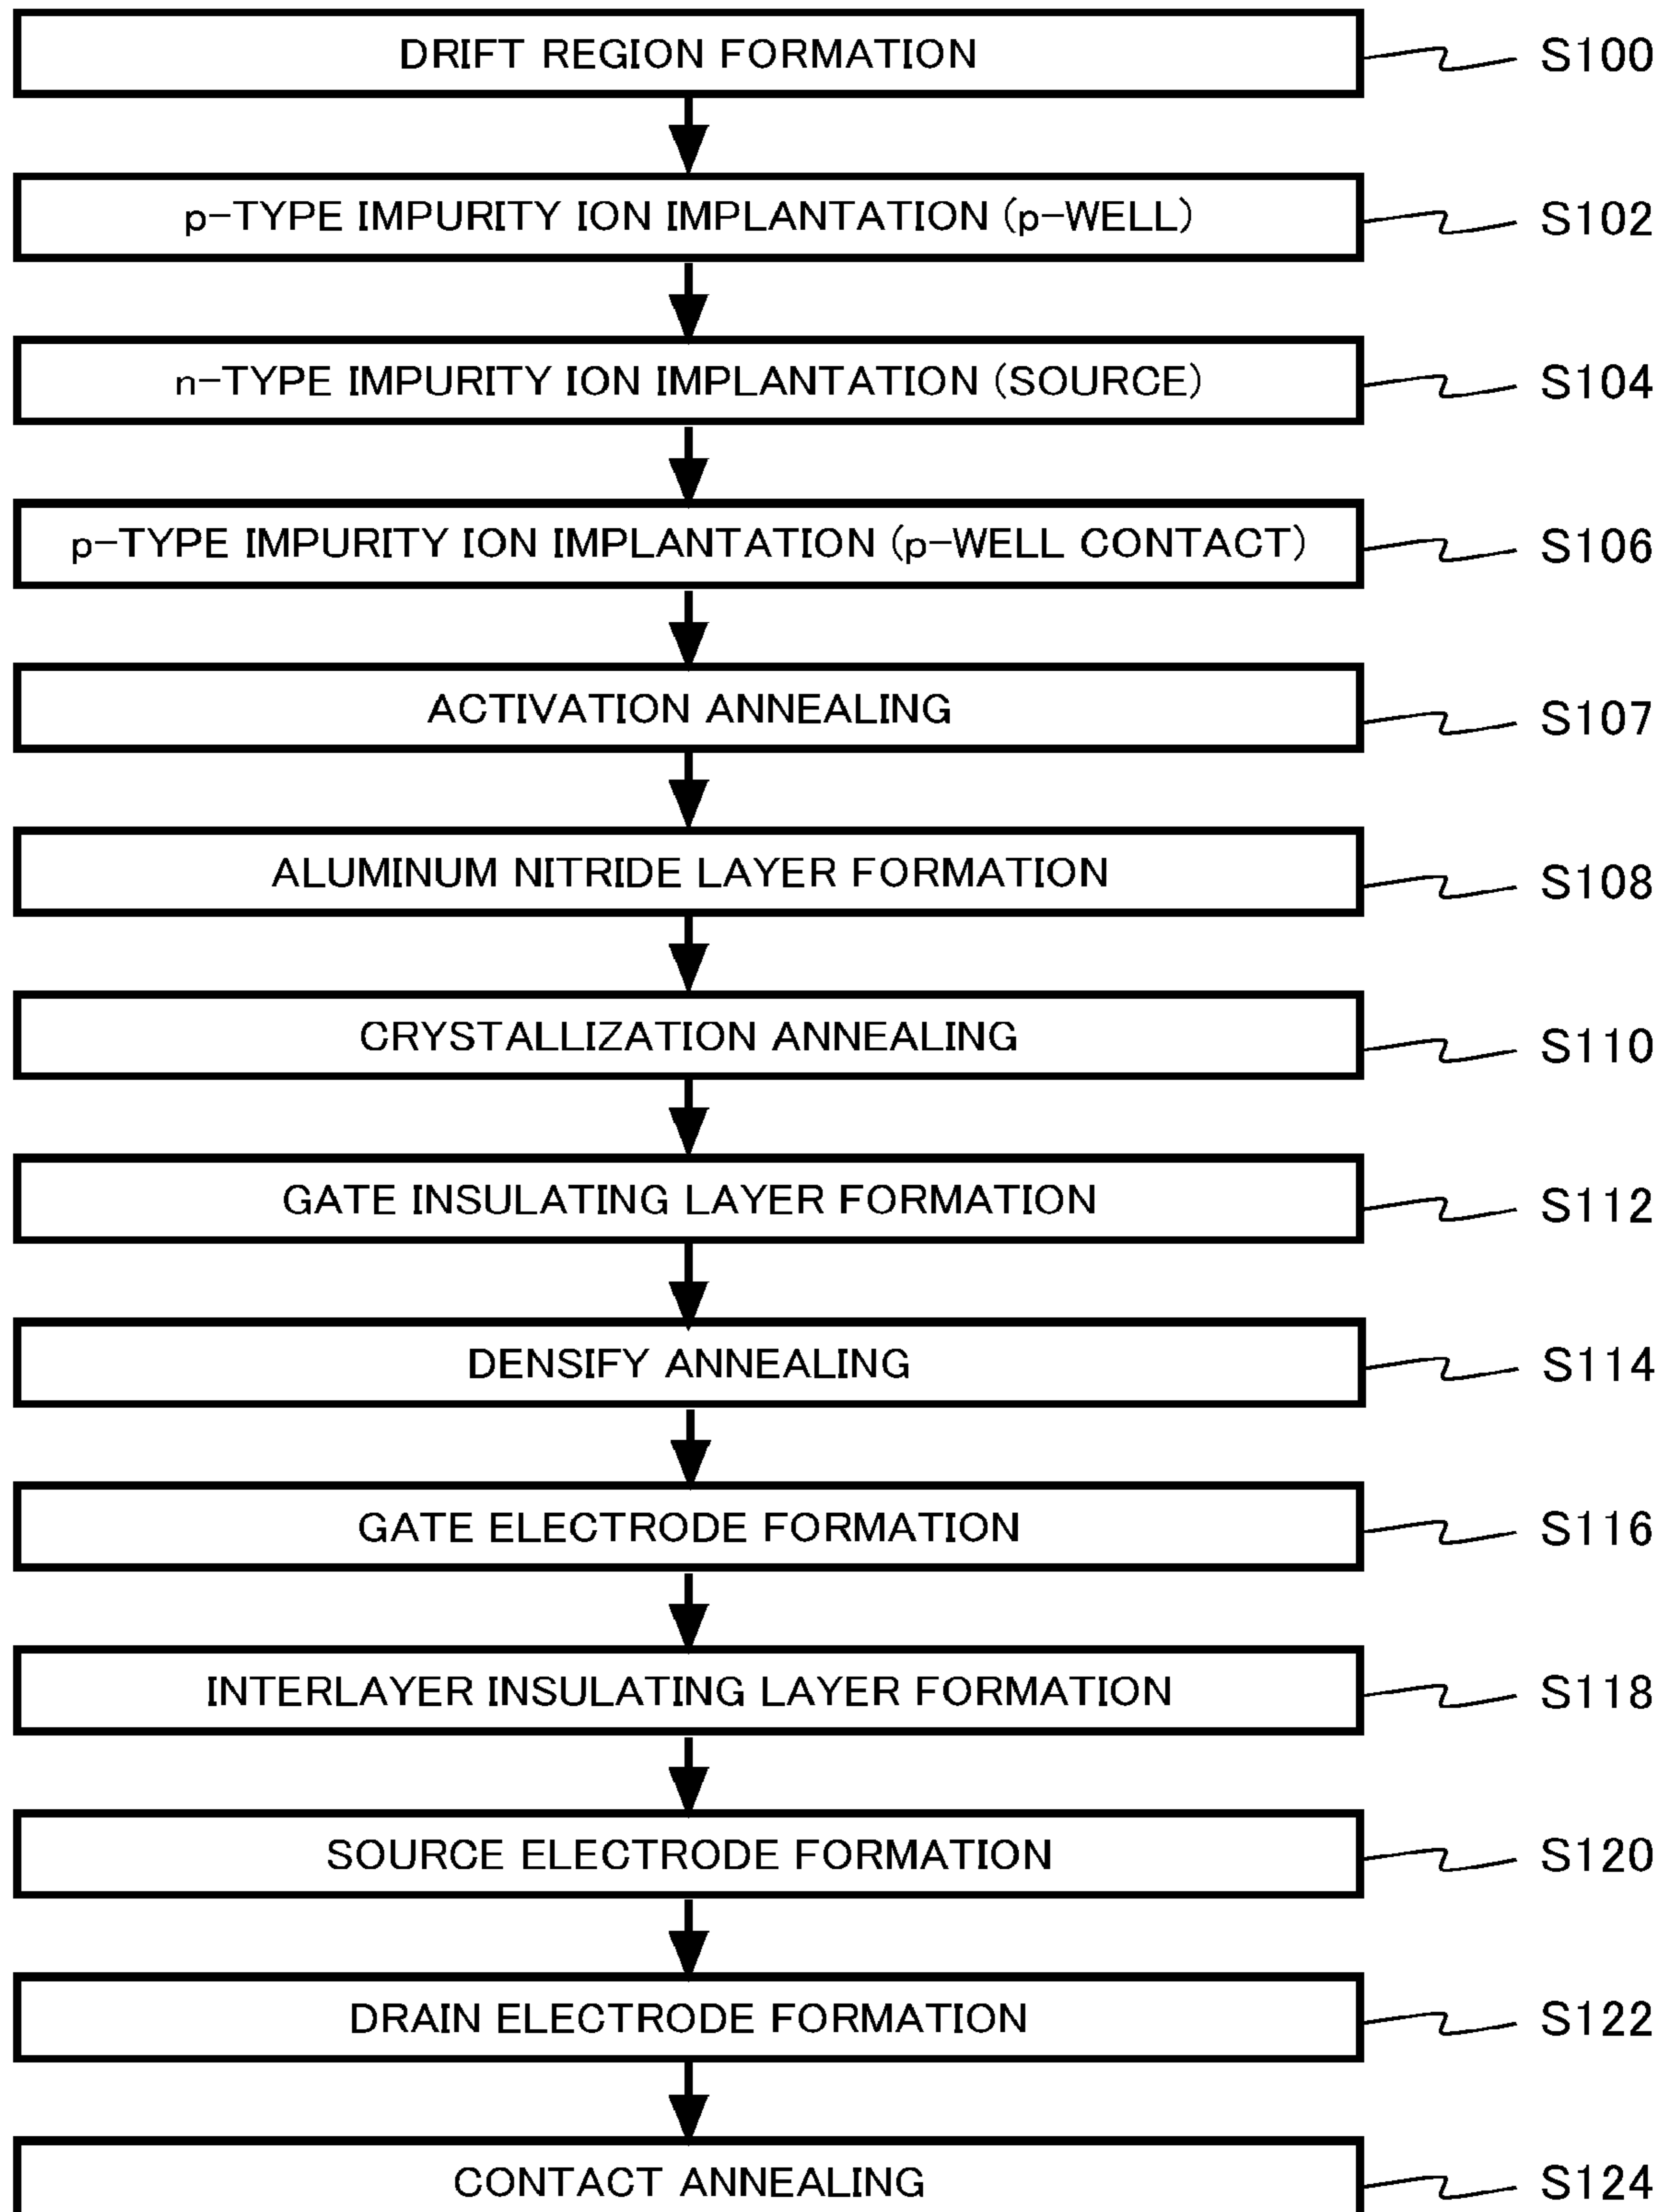 DRIFT REGION FORMATION S100
p-TYPE IMPURITY ION IMPLANTATION (p-WELL) S102
n-TYPE IMPURITY ION IMPLANTATION (SOURCE) S104
p-TYPE IMPURITY ION IMPLANTATION (p-WELL CONTACT) S106
ACTIVATION ANNEALING S107
ALUMINUM NITRIDE LAYER FORMATION S108
CRYSTALLIZATION ANNEALING S110
GATE INSULATING LAYER FORMATION S112
DENSIFY ANNEALING S114
GATE ELECTRODE FORMATION S116
INTERLAYER INSULATING LAYER FORMATION S118
SOURCE ELECTRODE FORMATION S120
DRAIN ELECTRODE FORMATION S122
CONTACT ANNEALING S124